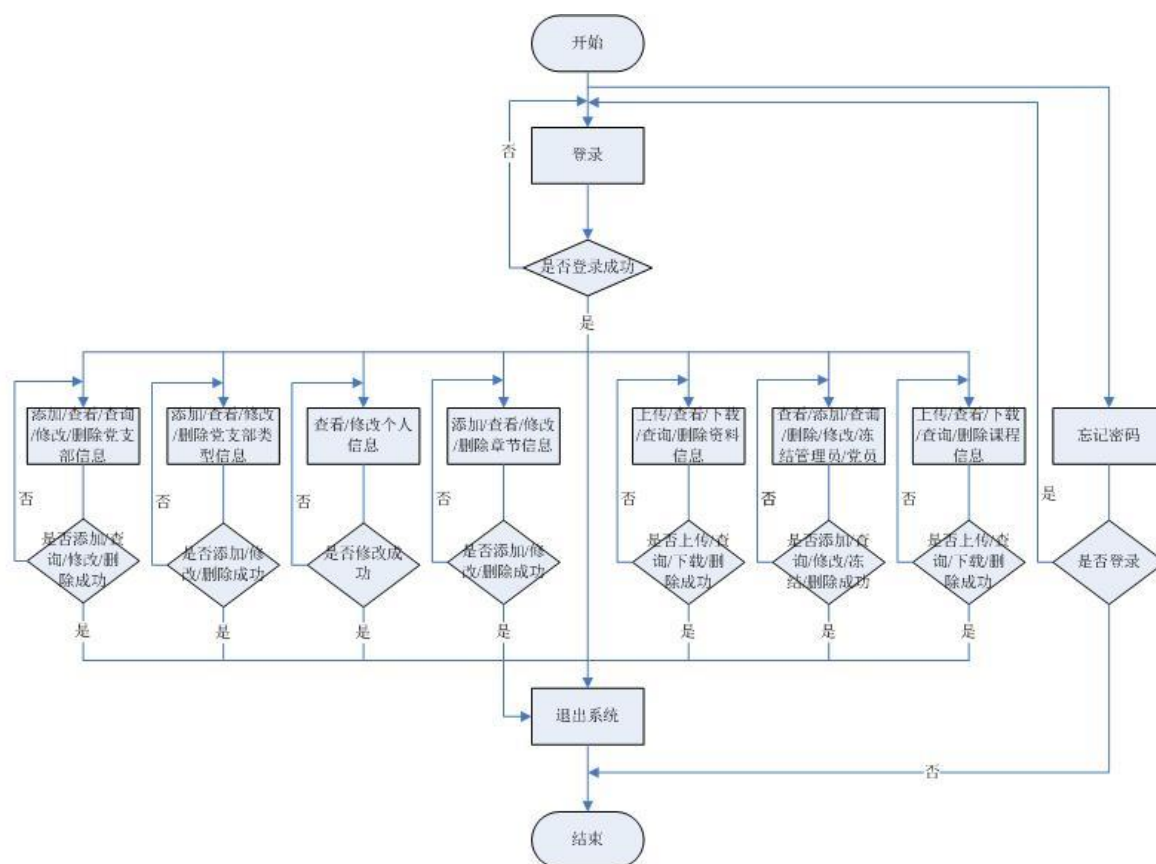 开始
登录
否
是否登录成功
是
添加/查看/查询
/修改/删除党支
部信息
添加/查看/修改
/删除党支部类
型信息
查看/修改个人
信息
添加/查看/修改
/删除章节信息
上传/查看/下载
/查询/删除资料
信息
查看/添加/查询
/删除/修改/冻
结管理员/党员
上传/查看/下载
/查询/删除课程
信息
忘记密码
否
否
否
否
否
否
否
是
是否添加/查
询/修改/删
除成功
是否添加/修
改/删除成功
是否修改成
功
是否添加/修
改/删除成功
是否上传/查
询/下载/删
除成功
是否添加/查
询/修改/冻
结/删除成功
是否上传/查
询/下载/删
除成功
是否登录
是
是
是
是
是
是
是
退出系统
否
结束